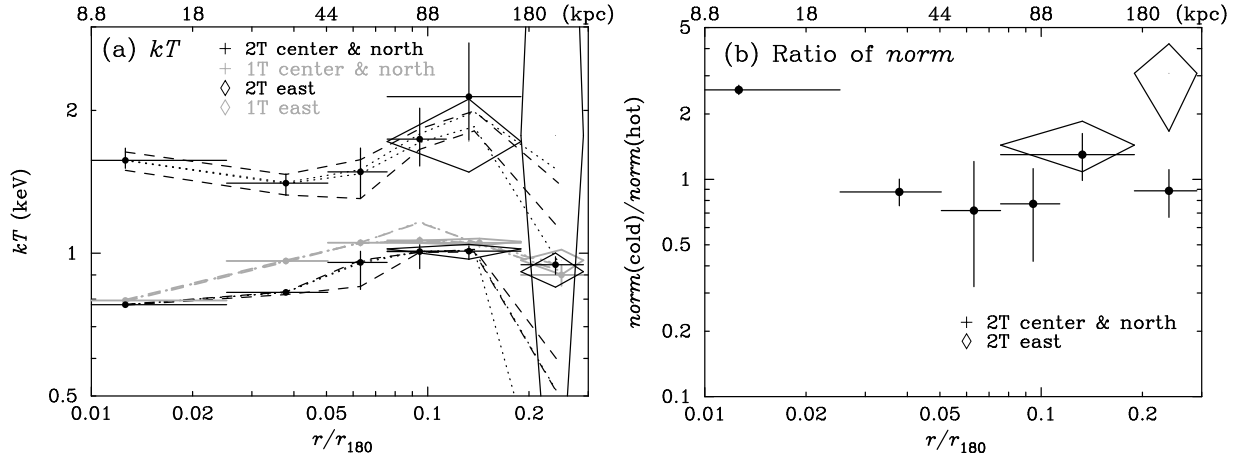 8.8 18 44 88 180 (kpc)
(a) kT
2T center & north
1T center & north
2T east
1T east
2
1
0.5
kT (keV)
0.01 0.02 0.05 0.1 0.2
r/r180
8.8 18 44 88 180 (kpc)
(b) Ratio of norm
5
2
1
0.5
0.2
0.1
norm(cold)/norm(hot)
2T center & north
2T east
0.01 0.02 0.05 0.1 0.2
r/r180